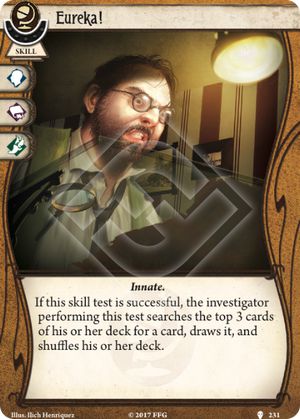 Eureka!
SKILL
Innate.
If this skill test is successful, the investigator
performing this test searches the top 3 cards
of his or her deck for a card, draws it, and
shuffles his or her deck.
Illus. Ilich Henriquez
© 2017 FFG
231